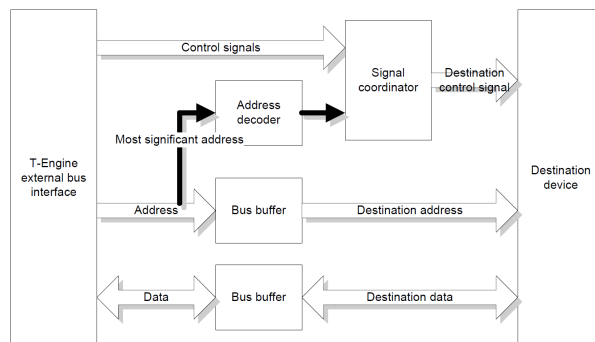 Control signals
Signal
coordinator
Destination
control signal
Address
decoder
Most significant address
T-Engine
external bus
interface
Destination
device
Address
Bus buffer
Destination address
Data
Bus buffer
Destination data